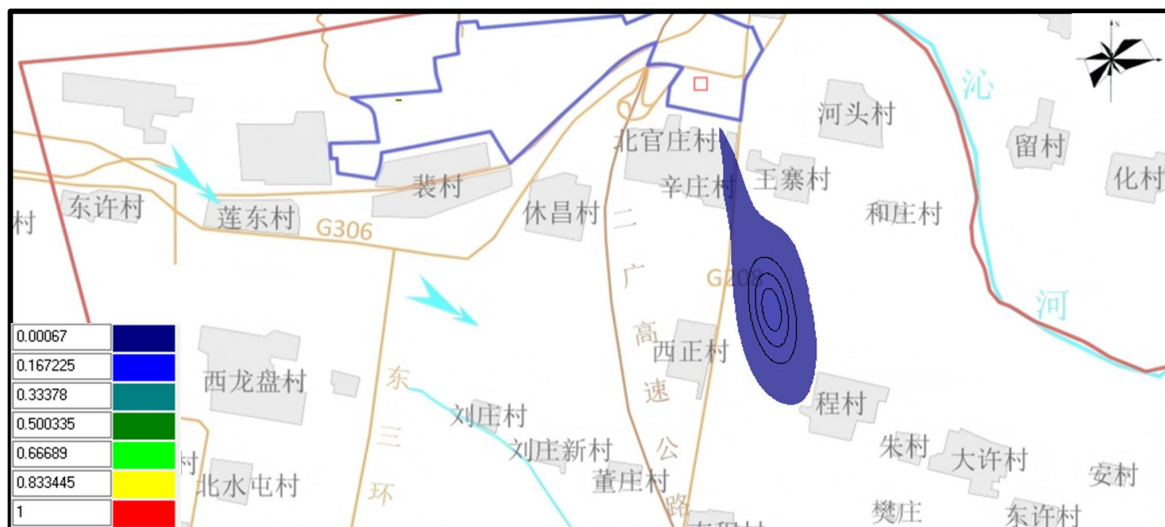 沁
河头村
北官庄村
留村
化村
辛庄村
王寨村
裴村
东许村
莲东村
休昌村
和庄村
村
G306
二广高速公路
G208
河
0.00067
0.167225
0.33378
0.500335
0.66689
0.833445
1
西正村
西龙盘村
东三环
刘庄村
程村
刘庄新村
朱村
大许村
村
北水屯村
董庄村
安村
樊庄
东许村